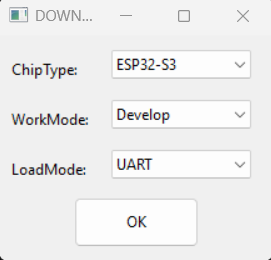 DOWN...
ChipType: ESP32-S3
WorkMode: Develop
LoadMode: UART
OK